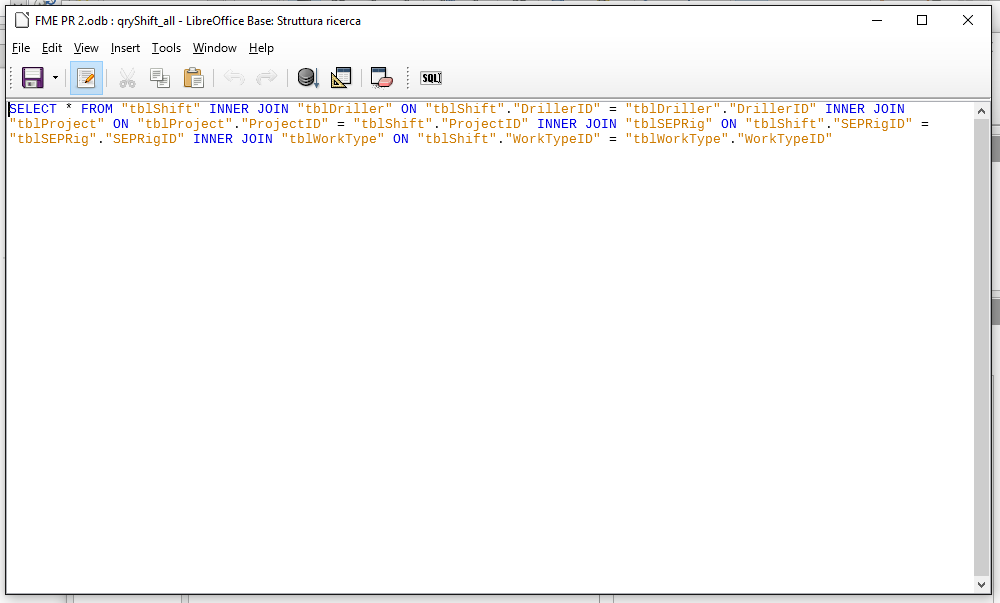 FME PR 2.odb : qryShift_all - LibreOffice Base: Struttura ricerca
File Edit View Insert Tools Window Help
SQL
SELECT * FROM "tblShift" INNER JOIN "tblDriller" ON "tblShift"."DrillerID" = "tblDriller"."DrillerID" INNER JOIN
"tblProject" ON "tblProject"."ProjectID" = "tblShift"."ProjectID" INNER JOIN "tblSEPRig" ON "tblShift"."SEPRigID" =
"tblSEPRig"."SEPRigID" INNER JOIN "tblWorkType" ON "tblShift"."WorkTypeID" = "tblWorkType"."WorkTypeID"